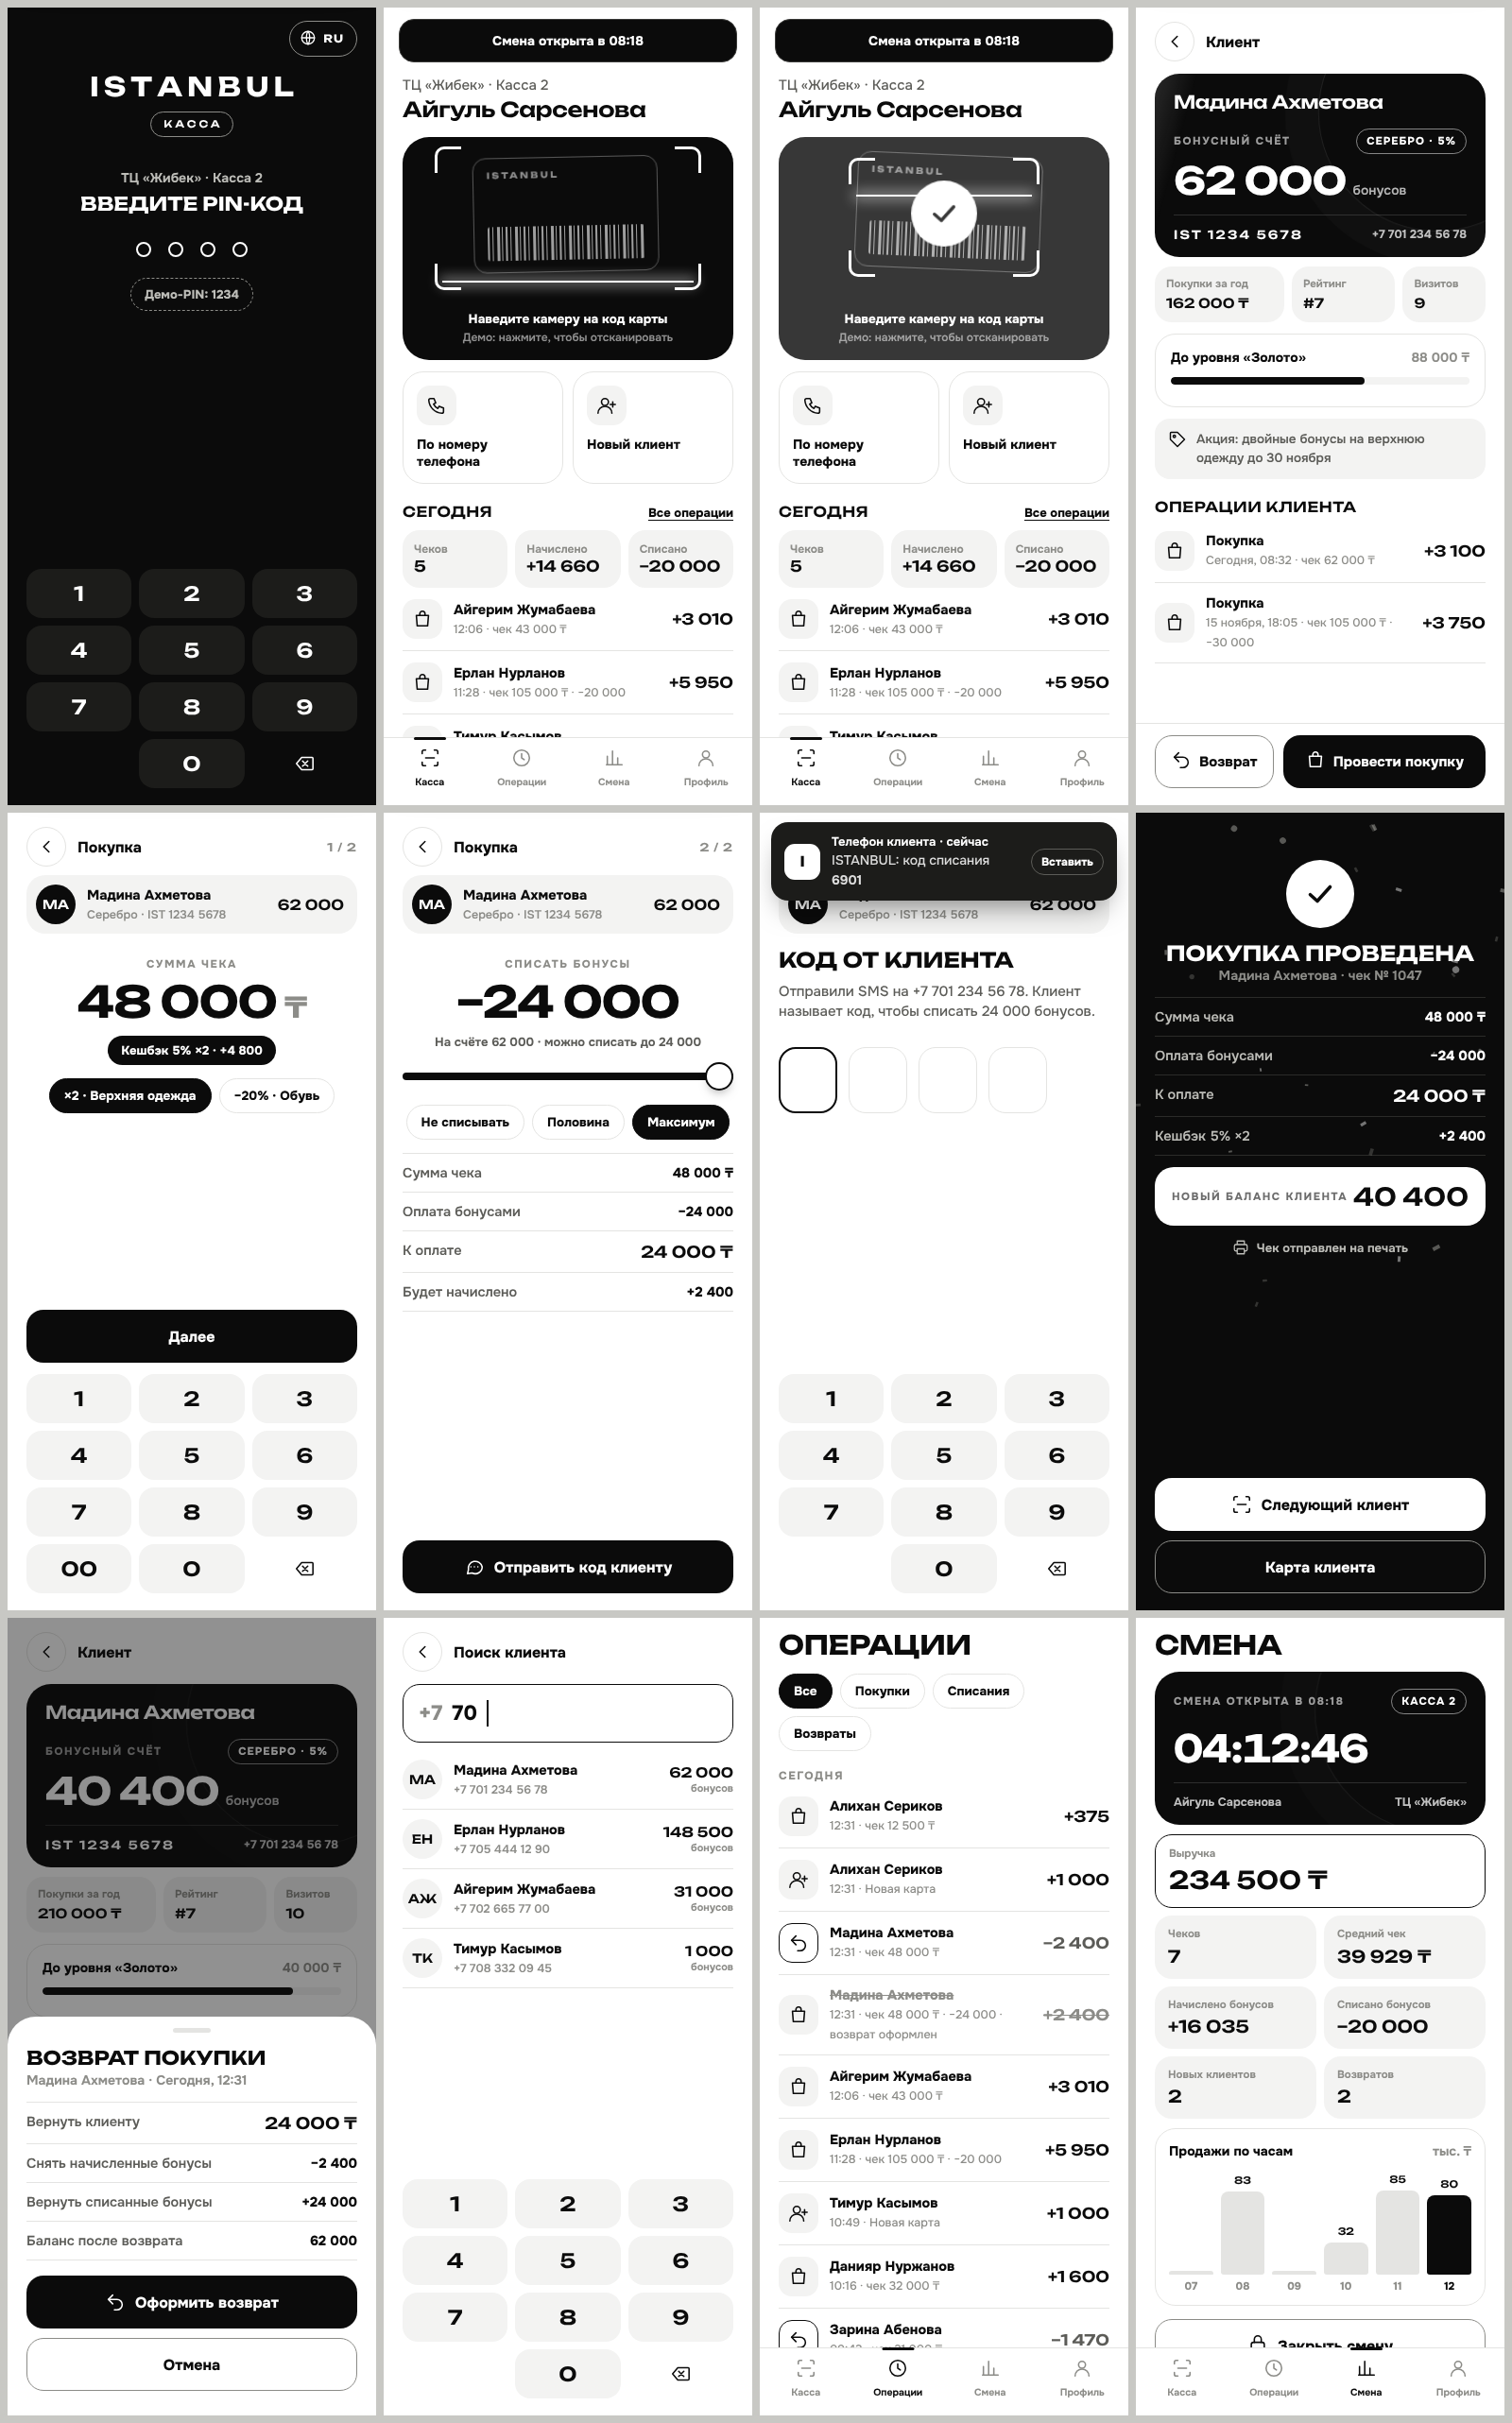 RU
ISTANBUL
КАССА
ТЦ «Жибек» · Касса 2
ВВЕДИТЕ PIN-КОД
Демо-PIN: 1234
1 2 3
4 5 6
7 8 9
0
Смена открыта в 08:18
ТЦ «Жибек» · Касса 2
Айгуль Сарсенова
ISTANBUL
Наведите камеру на код карты
Демо: нажмите, чтобы отсканировать
По номеру
телефона
Новый клиент
СЕГОДНЯ Все операции
Чеков Начислено Списано
5 +14 660 −20 000
Айгерим Жумабаева
12:06 · чек 43 000 ₸
+3 010
Ерлан Нурланов
11:28 · чек 105 000 ₸ · −20 000
+5 950
Тимур Касымов
Касса Операции Смена Профиль
Смена открыта в 08:18
ТЦ «Жибек» · Касса 2
Айгуль Сарсенова
ISTANBUL
Наведите камеру на код карты
Демо: нажмите, чтобы отсканировать
По номеру
телефона
Новый клиент
СЕГОДНЯ Все операции
Чеков Начислено Списано
5 +14 660 −20 000
Айгерим Жумабаева
12:06 · чек 43 000 ₸
+3 010
Ерлан Нурланов
11:28 · чек 105 000 ₸ · −20 000
+5 950
Тимур Касымов
Касса Операции Смена Профиль
Клиент
Мадина Ахметова
БОНУСНЫЙ СЧЁТ СЕРЕБРО · 5%
62 000 бонусов
IST 1234 5678 +7 701 234 56 78
Покупки за год Рейтинг Визитов
162 000 ₸ #7 9
До уровня «Золото» 88 000 ₸
Акция: двойные бонусы на верхнюю
одежду до 30 ноября
ОПЕРАЦИИ КЛИЕНТА
Покупка
Сегодня, 08:32 · чек 62 000 ₸
+3 100
Покупка
15 ноября, 18:05 · чек 105 000 ₸ ·
−30 000
+3 750
Возврат Провести покупку
Покупка 1 / 2
МА Мадина Ахметова
Серебро · IST 1234 5678
62 000
СУММА ЧЕКА
48 000 ₸
Кешбэк 5% ×2 · +4 800
×2 · Верхняя одежда −20% · Обувь
Далее
1 2 3
4 5 6
7 8 9
00 0
Покупка 2 / 2
МА Мадина Ахметова
Серебро · IST 1234 5678
62 000
СПИСАТЬ БОНУСЫ
−24 000
На счёте 62 000 · можно списать до 24 000
Не списывать Половина Максимум
Сумма чека 48 000 ₸
Оплата бонусами −24 000
К оплате 24 000 ₸
Будет начислено +2 400
Отправить код клиенту
I Телефон клиента · сейчас
ISTANBUL: код списания
6901
Вставить
МА Серебро · IST 1234 5678 62 000
КОД ОТ КЛИЕНТА
Отправили SMS на +7 701 234 56 78. Клиент
называет код, чтобы списать 24 000 бонусов.
1 2 3
4 5 6
7 8 9
0
ПОКУПКА ПРОВЕДЕНА
Мадина Ахметова · чек № 1047
Сумма чека 48 000 ₸
Оплата бонусами −24 000
К оплате 24 000 ₸
Кешбэк 5% ×2 +2 400
НОВЫЙ БАЛАНС КЛИЕНТА 40 400
Чек отправлен на печать
Следующий клиент
Карта клиента
Клиент
Мадина Ахметова
БОНУСНЫЙ СЧЁТ СЕРЕБРО · 5%
40 400 бонусов
IST 1234 5678 +7 701 234 56 78
Покупки за год Рейтинг Визитов
210 000 ₸ #7 10
До уровня «Золото» 40 000 ₸
ВОЗВРАТ ПОКУПКИ
Мадина Ахметова · Сегодня, 12:31
Вернуть клиенту 24 000 ₸
Снять начисленные бонусы −2 400
Вернуть списанные бонусы +24 000
Баланс после возврата 62 000
Оформить возврат
Отмена
Поиск клиента
+7 70
МА Мадина Ахметова 62 000
+7 701 234 56 78 бонусов
ЕН Ерлан Нурланов 148 500
+7 705 444 12 90 бонусов
АЖ Айгерим Жумабаева 31 000
+7 702 665 77 00 бонусов
ТК Тимур Касымов 1 000
+7 708 332 09 45 бонусов
1 2 3
4 5 6
7 8 9
0
ОПЕРАЦИИ
Все Покупки Списания
Возвраты
СЕГОДНЯ
Алихан Сериков
12:31 · чек 12 500 ₸
+375
Алихан Сериков
12:31 · Новая карта
+1 000
Мадина Ахметова
12:31 · чек 48 000 ₸
−2 400
Мадина Ахметова
12:31 · чек 48 000 ₸ · −24 000 ·
возврат оформлен
+2 400
Айгерим Жумабаева
12:06 · чек 43 000 ₸
+3 010
Ерлан Нурланов
11:28 · чек 105 000 ₸ · −20 000
+5 950
Тимур Касымов
10:49 · Новая карта
+1 000
Данияр Нуржанов
10:16 · чек 32 000 ₸
+1 600
Зарина Абенова
−1 470
Касса Операции Смена Профиль
СМЕНА
СМЕНА ОТКРЫТА В 08:18 КАССА 2
04:12:46
Айгуль Сарсенова ТЦ «Жибек»
Выручка
234 500 ₸
Чеков Средний чек
7 39 929 ₸
Начислено бонусов Списано бонусов
+16 035 −20 000
Новых клиентов Возвратов
2 2
Продажи по часам тыс. ₸
83 32 85 80
07 08 09 10 11 12
Закрыть смену
Касса Операции Смена Профиль